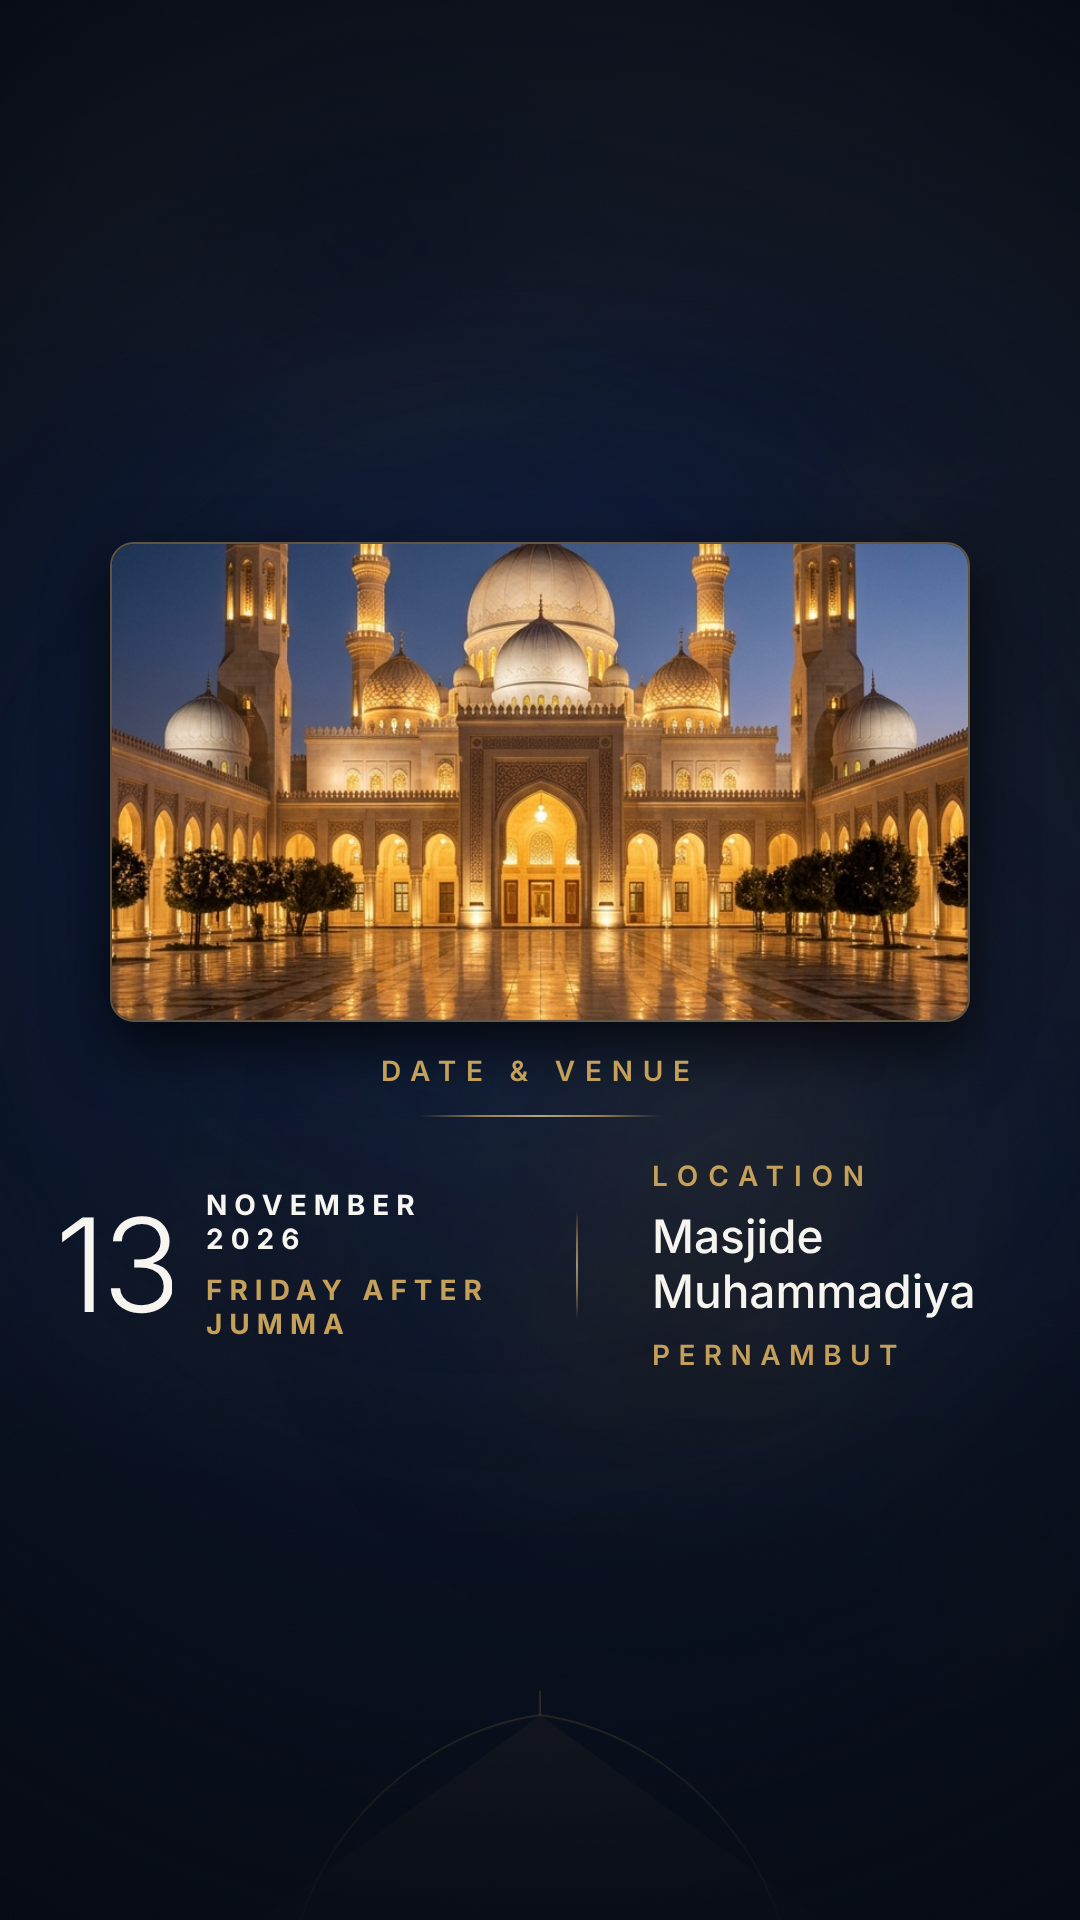 DATE & VENUE
13
NOVEMBER
2026
FRIDAY AFTER
JUMMA
LOCATION
Masjide
Muhammadiya
PERNAMBUT